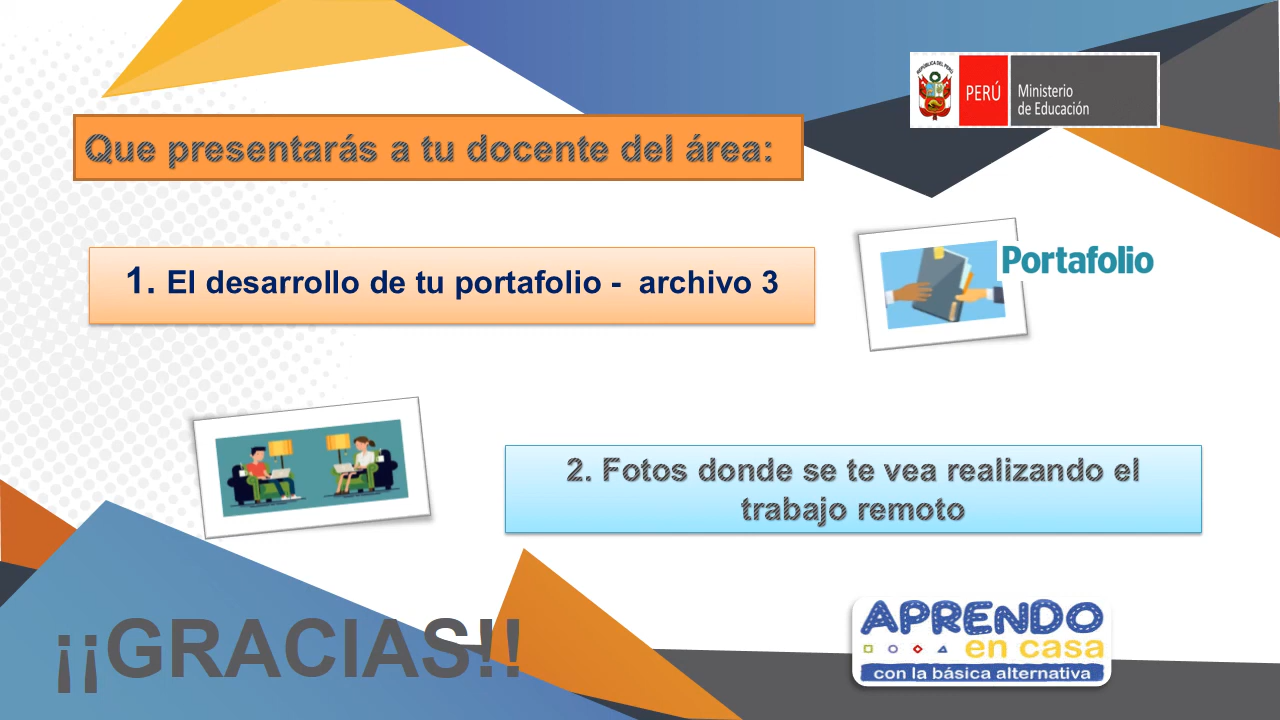 REPÚBLICA DEL PERÚ
PERÚ
Ministerio
de Educación
Que presentarás a tu docente del área:
1. El desarrollo de tu portafolio - archivo 3
Portafolio
2. Fotos donde se te vea realizando el
trabajo remoto
¡¡GRACIAS!!
APRENDO
en casa
con la básica alternativa